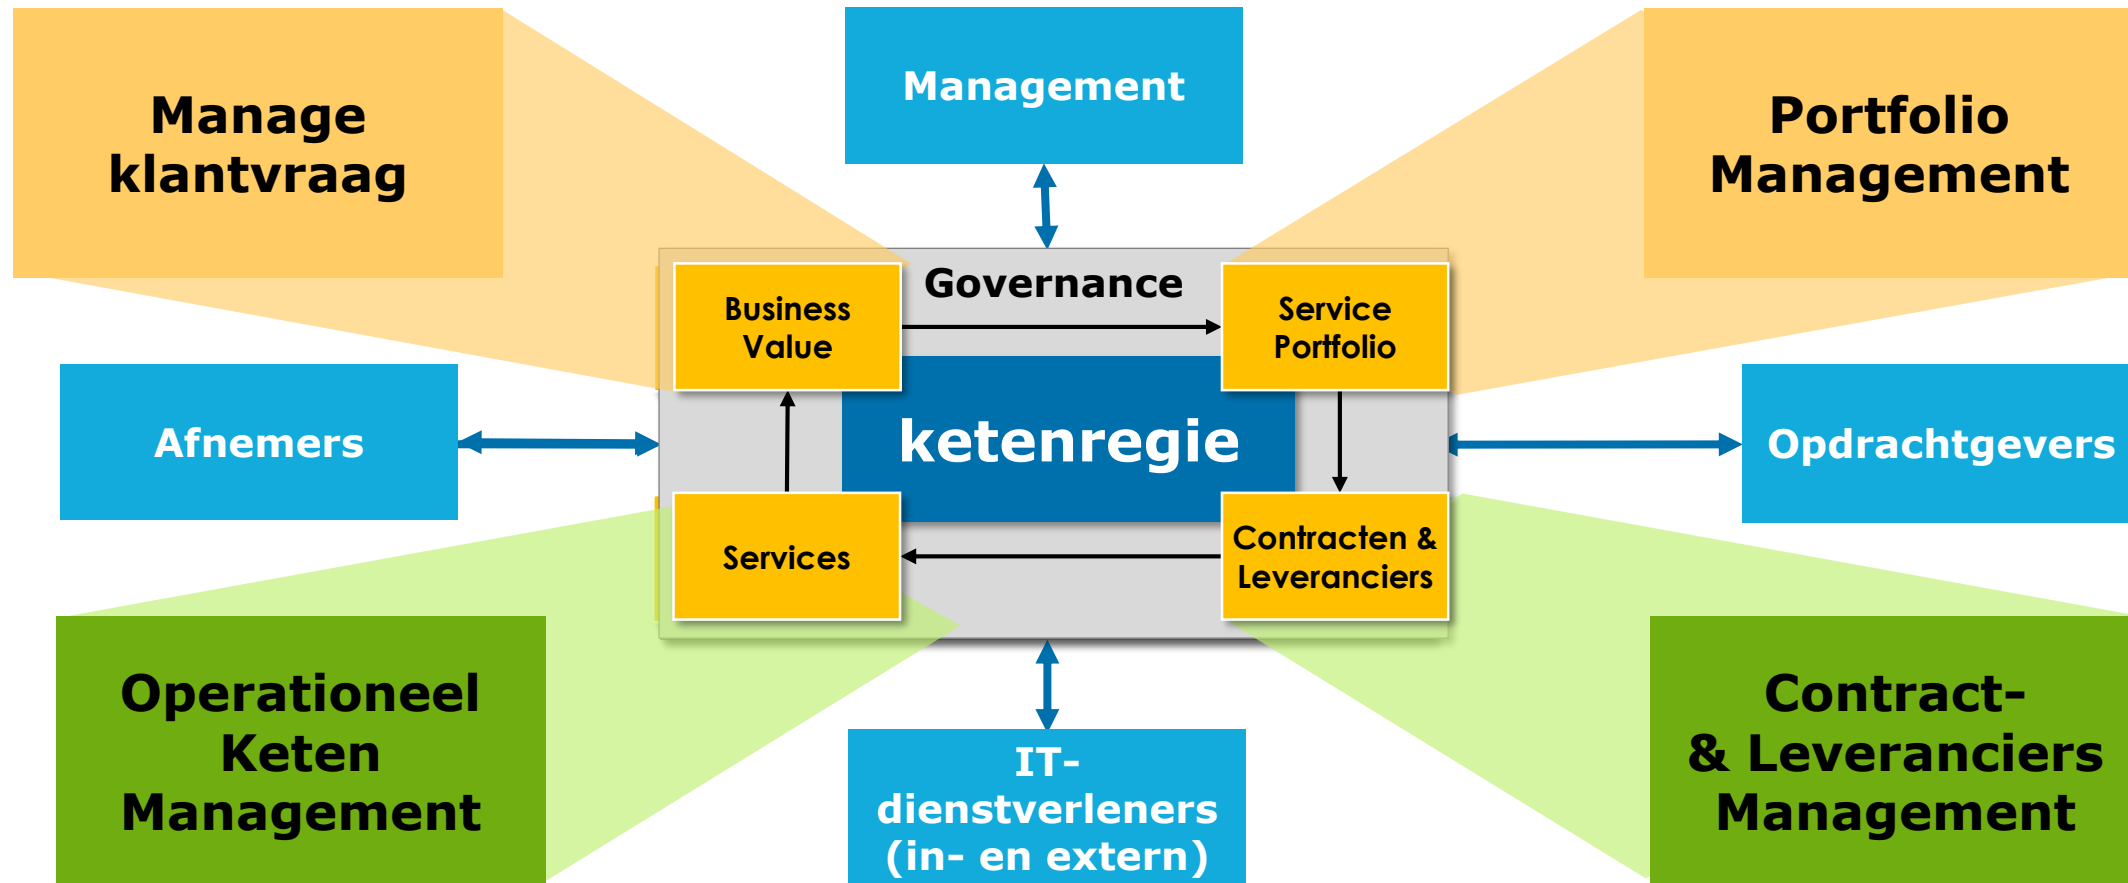 Manage
klantvraag
Management
Portfolio
Management
Governance
Business
Value
Service
Portfolio
Afnemers
ketenregie
Opdrachtgevers
Services
Contracten &
Leveranciers
Operationeel
Keten
Management
IT-
dienstverleners
(in- en extern)
Contract-
& Leveranciers
Management